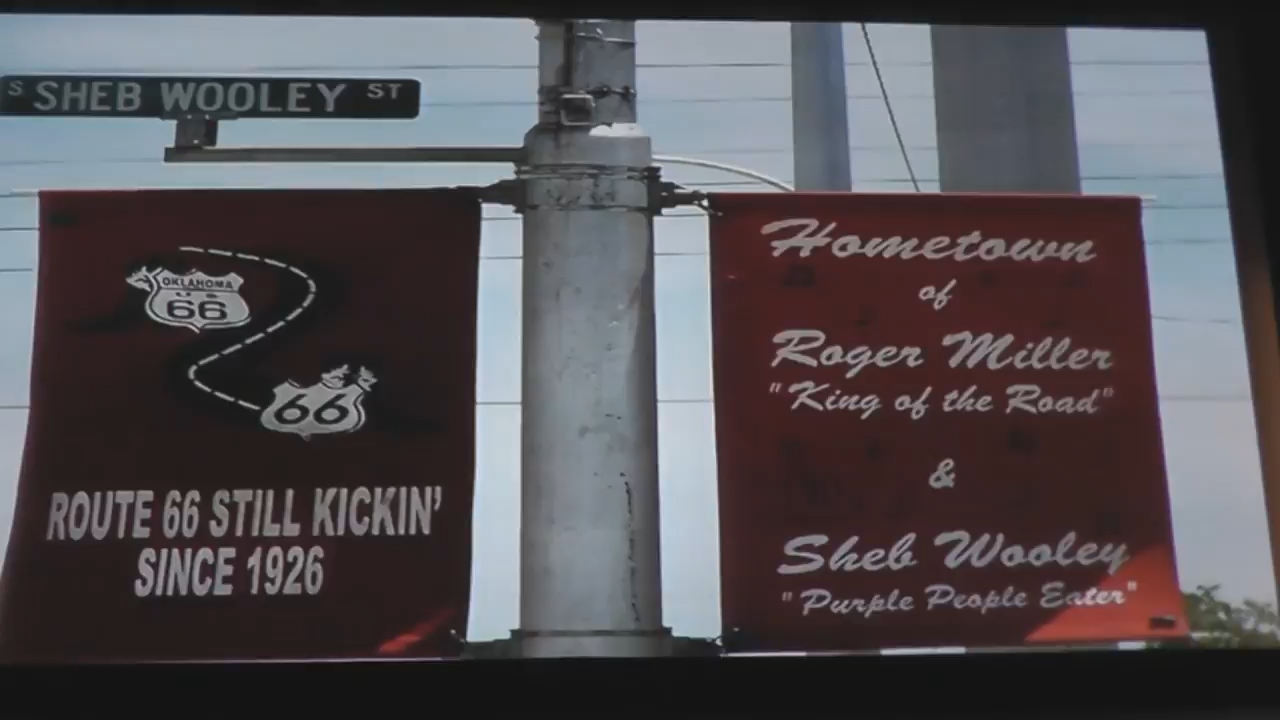 S SHEB WOOLEY ST
OKLAHOMA
U S
66
66
ROUTE 66 STILL KICKIN'
SINCE 1926
Hometown
of
Roger Miller
"King of the Road"
&
Sheb Wooley
"Purple People Eater"